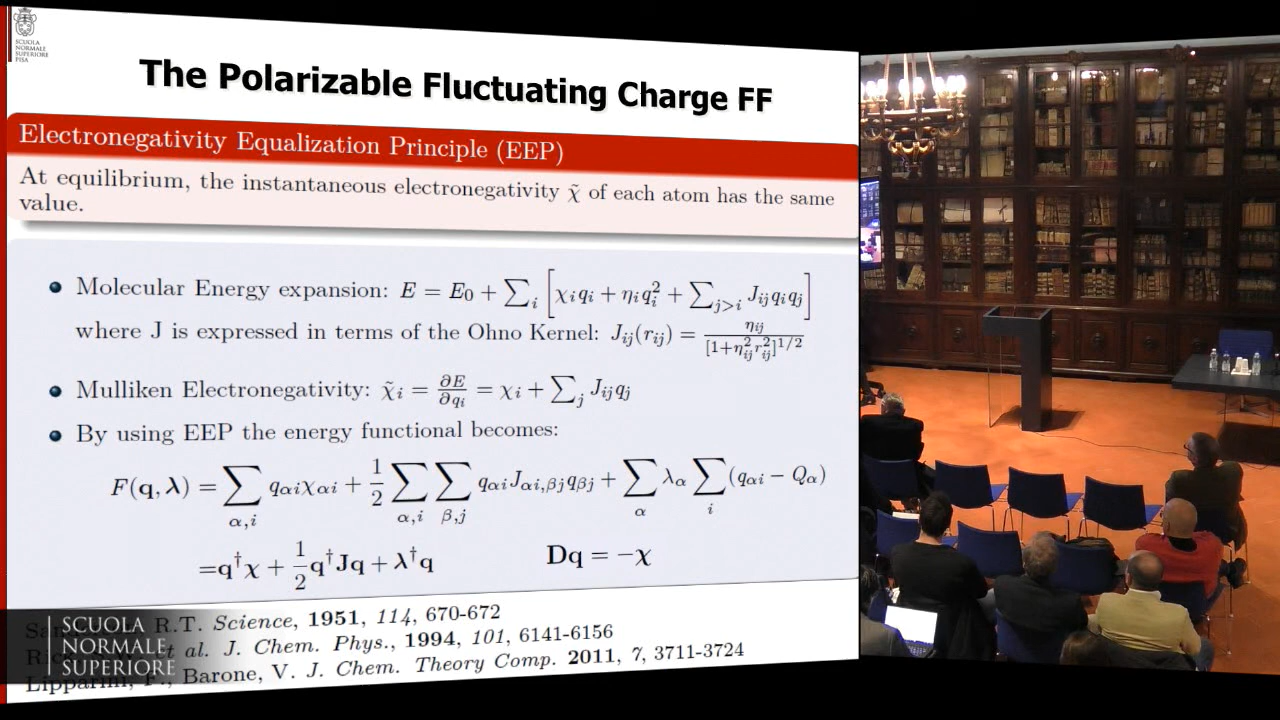 SCUOLA
NORMALE
SUPERIORE
PISA
The Polarizable Fluctuating Charge FF
Electronegativity Equalization Principle (EEP)
At equilibrium, the instantaneous electronegativity χ̃ of each atom has the same
value.
Molecular Energy expansion: E = E₀ + ∑ᵢ [χᵢqᵢ + ηᵢqᵢ² + ∑ⱼ>ᵢ Jᵢⱼqᵢqⱼ]
where J is expressed in terms of the Ohno Kernel: Jᵢⱼ(rᵢⱼ) = ηᵢⱼ / [1+ηᵢⱼ²rᵢⱼ²]^1/2
Mulliken Electronegativity: χ̃ᵢ = ∂E/∂qᵢ = χᵢ + ∑ⱼ Jᵢⱼqⱼ
By using EEP the energy functional becomes:
F(q, λ) = ∑_{α,i} q_{αi}χ_{αi} + 1/2 ∑_{α,i} ∑_{β,j} q_{αi}J_{αi,βj}q_{βj} + ∑_α λ_α ∑_i (q_{αi} − Q_α)
=q†χ + 1/2 q†Jq + λ†q Dq = −χ
R.T. Science, 1951, 114, 670-672
et al. J. Chem. Phys., 1994, 101, 6141-6156
Lipparini, F., Barone, V. J. Chem. Theory Comp. 2011, 7, 3711-3724
SCUOLA
NORMALE
SUPERIORE